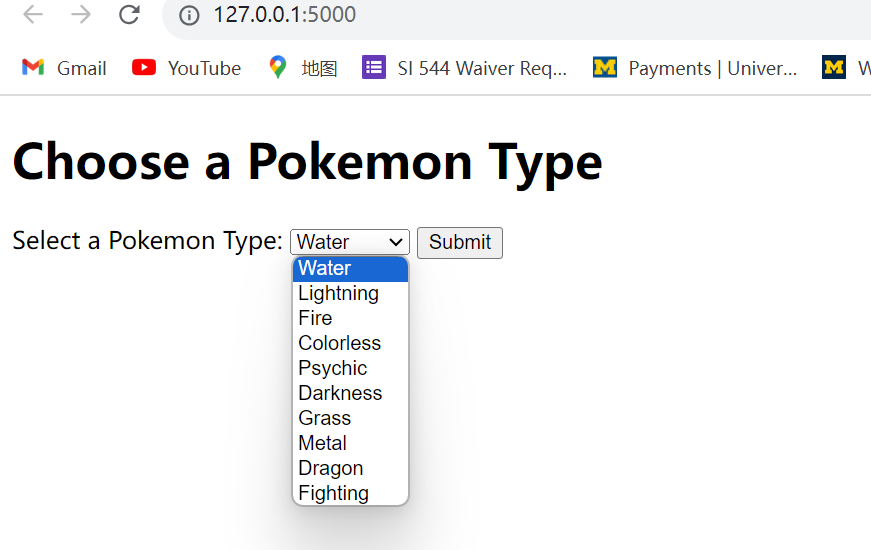 127.0.0.1:5000
Gmail YouTube 地图 SI 544 Waiver Req... Payments | Univer... W
Choose a Pokemon Type
Select a Pokemon Type: Water Submit
Water
Lightning
Fire
Colorless
Psychic
Darkness
Grass
Metal
Dragon
Fighting